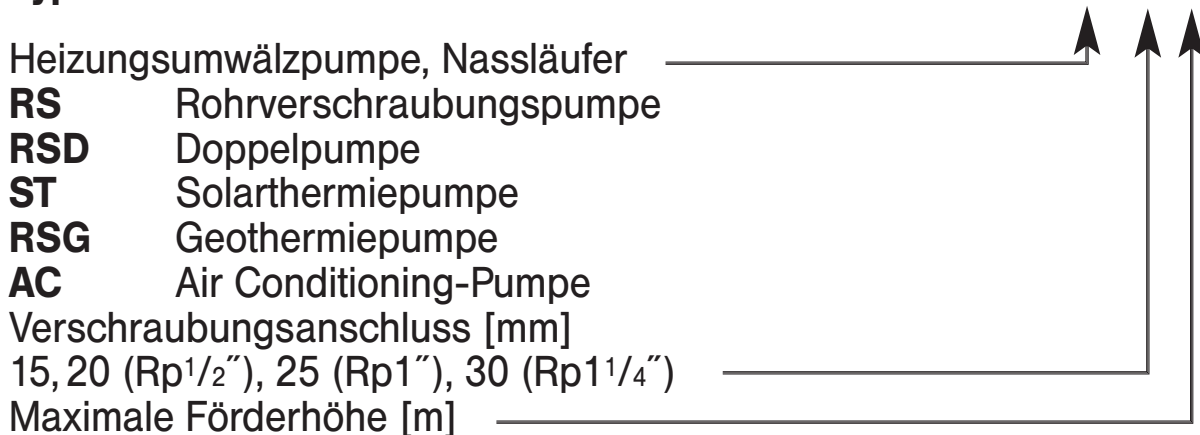 Heizungsumwälzpumpe, Nassläufer
RS Rohrverschraubungspumpe
RSD Doppelpumpe
ST Solarthermiepumpe
RSG Geothermiepumpe
AC Air Conditioning-Pumpe
Verschraubungsanschluss [mm]
15, 20 (Rp1/2˝), 25 (Rp1˝), 30 (Rp11/4˝)
Maximale Förderhöhe [m]